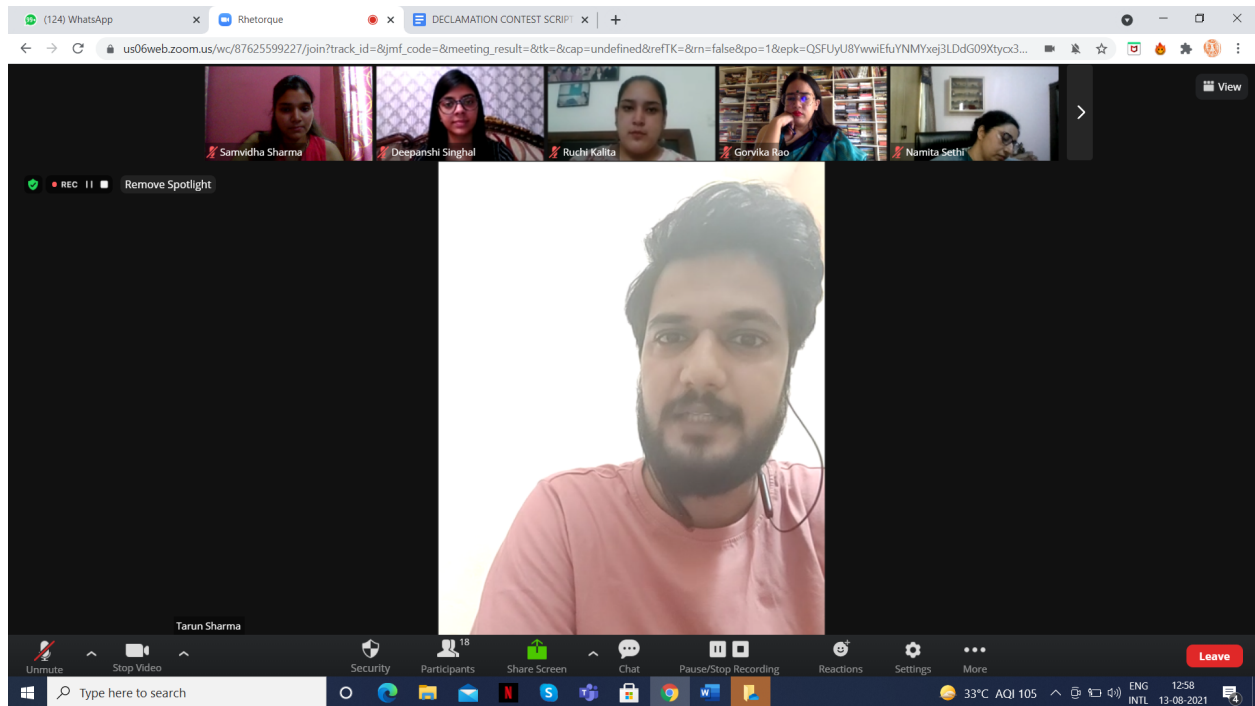 (124) WhatsApp
Rhetorque
DECLAMATION CONTEST SCRIPT
us06web.zoom.us/wc/87625599227/join?track_id=&jmf_code=&meeting_result=&tk=&cap=undefined&refTK=&rn=false&po=1&epk=QSFUyU8YwwiEfuYNMYxej3LDdG09Xtycx3...
View
Samvidha Sharma
Deepanshi Singhal
Ruchi Kalita
Gorvika Rao
Namita Sethi
REC
Remove Spotlight
Tarun Sharma
18
Unmute
Stop Video
Security
Participants
Share Screen
Chat
Pause/Stop Recording
Reactions
Settings
More
Leave
Type here to search
33°C AQI 105
ENG
INTL
12:58
13-08-2021
4